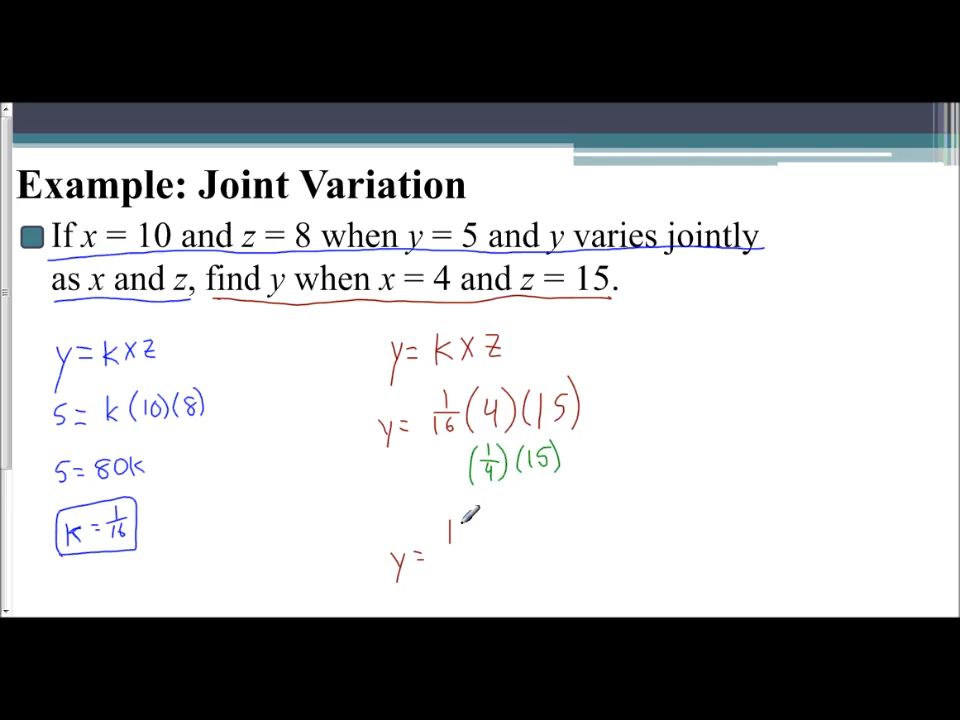 Example: Joint Variation
If x = 10 and z = 8 when y = 5 and y varies jointly
as x and z, find y when x = 4 and z = 15.
y = kxz
5 = k(10)(8)
5 = 80k
k = 1/16
y = kxz
y = 1/16 (4)(15)
(1/4)(15)
y = 1